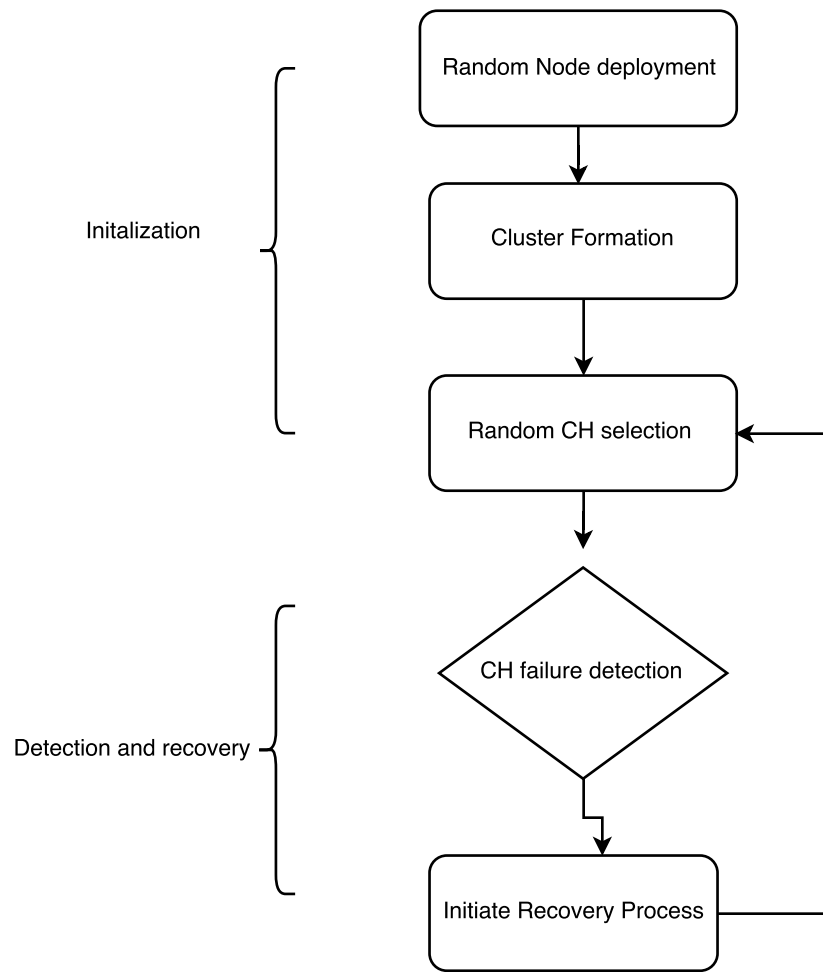 Random Node deployment
Cluster Formation
Initalization
Random CH selection
CH failure detection
Detection and recovery
Initiate Recovery Process